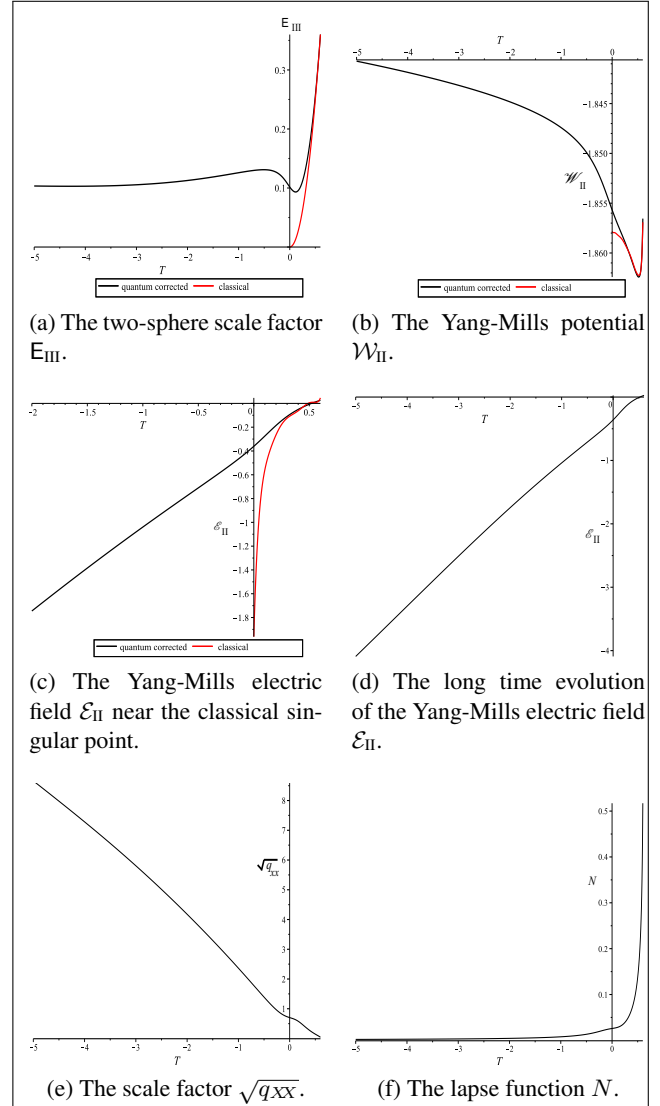 E III
0.3
0.2
0.1
-5 -4 -3 -2 -1 0
T
quantum corrected classical
(a) The two-sphere scale factor
E_III.
T
-5 -4 -3 -2 -1 0
-1.845
-1.850
𝒲 II
-1.855
-1.860
quantum corrected classical
(b) The Yang-Mills potential
𝒲_II.
-2 -1.5 -1 -0.5 0 0.5
T
-0.2
-0.4
-0.6
-0.8
-1
ℰ II
-1.2
-1.4
-1.6
-1.8
quantum corrected classical
(c) The Yang-Mills electric
field ℰ_II near the classical sin-
gular point.
-5 -4 -3 -2 -1 0
T
-1
-2
ℰ II
-3
-4
(d) The long time evolution
of the Yang-Mills electric field
ℰ_II.
8
7
6
√q_xx
5
4
3
2
1
-5 -4 -3 -2 -1 0
T
(e) The scale factor √q_XX.
0.5
0.4
N
0.3
0.2
0.1
-5 -4 -3 -2 -1 0
T
(f) The lapse function N.